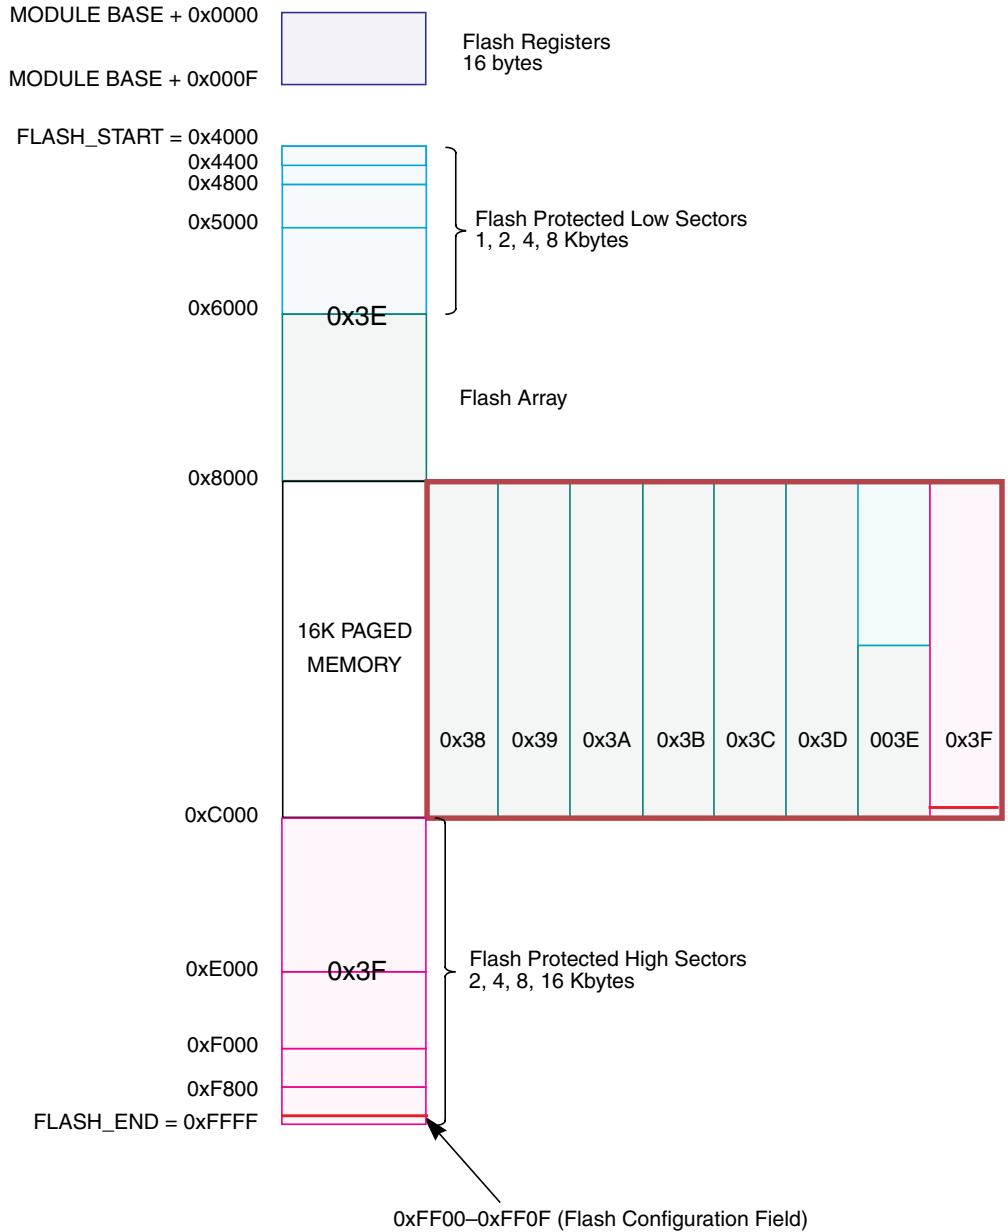 MODULE BASE + 0x0000
Flash Registers
16 bytes
MODULE BASE + 0x000F
FLASH_START = 0x4000
0x4400
0x4800
0x5000
Flash Protected Low Sectors
1, 2, 4, 8 Kbytes
0x6000
0x3E
Flash Array
0x8000
16K PAGED
MEMORY
0x38
0x39
0x3A
0x3B
0x3C
0x3D
003E
0x3F
0xC000
Flash Protected High Sectors
2, 4, 8, 16 Kbytes
0xE000
0x3F
0xF000
0xF800
FLASH_END = 0xFFFF
0xFF00–0xFF0F (Flash Configuration Field)